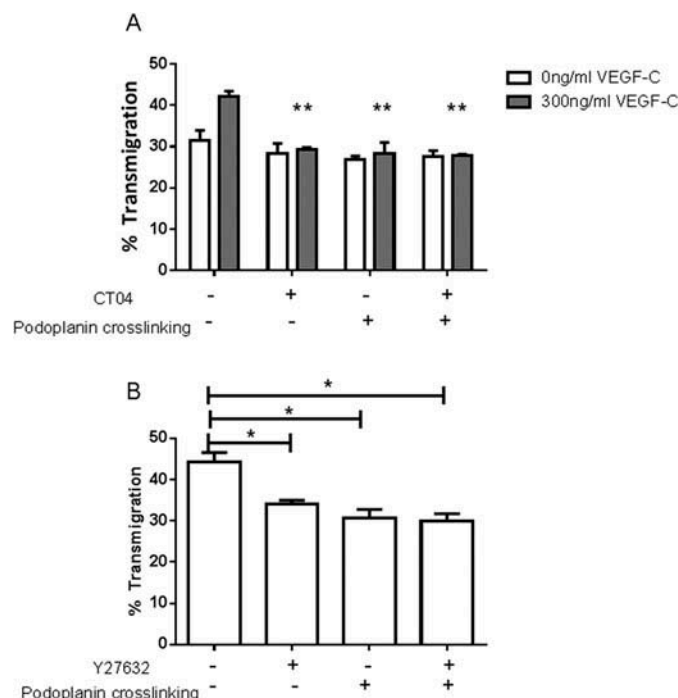 A
0ng/ml VEGF-C
300ng/ml VEGF-C
% Transmigration
50
40
30
20
10
0
** ** **
CT04 - + - +
Podoplanin crosslinking - - + +
B
*
*
*
% Transmigration
50
40
30
20
10
0
Y27632 - + - +
Podoplanin crosslinking - - + +